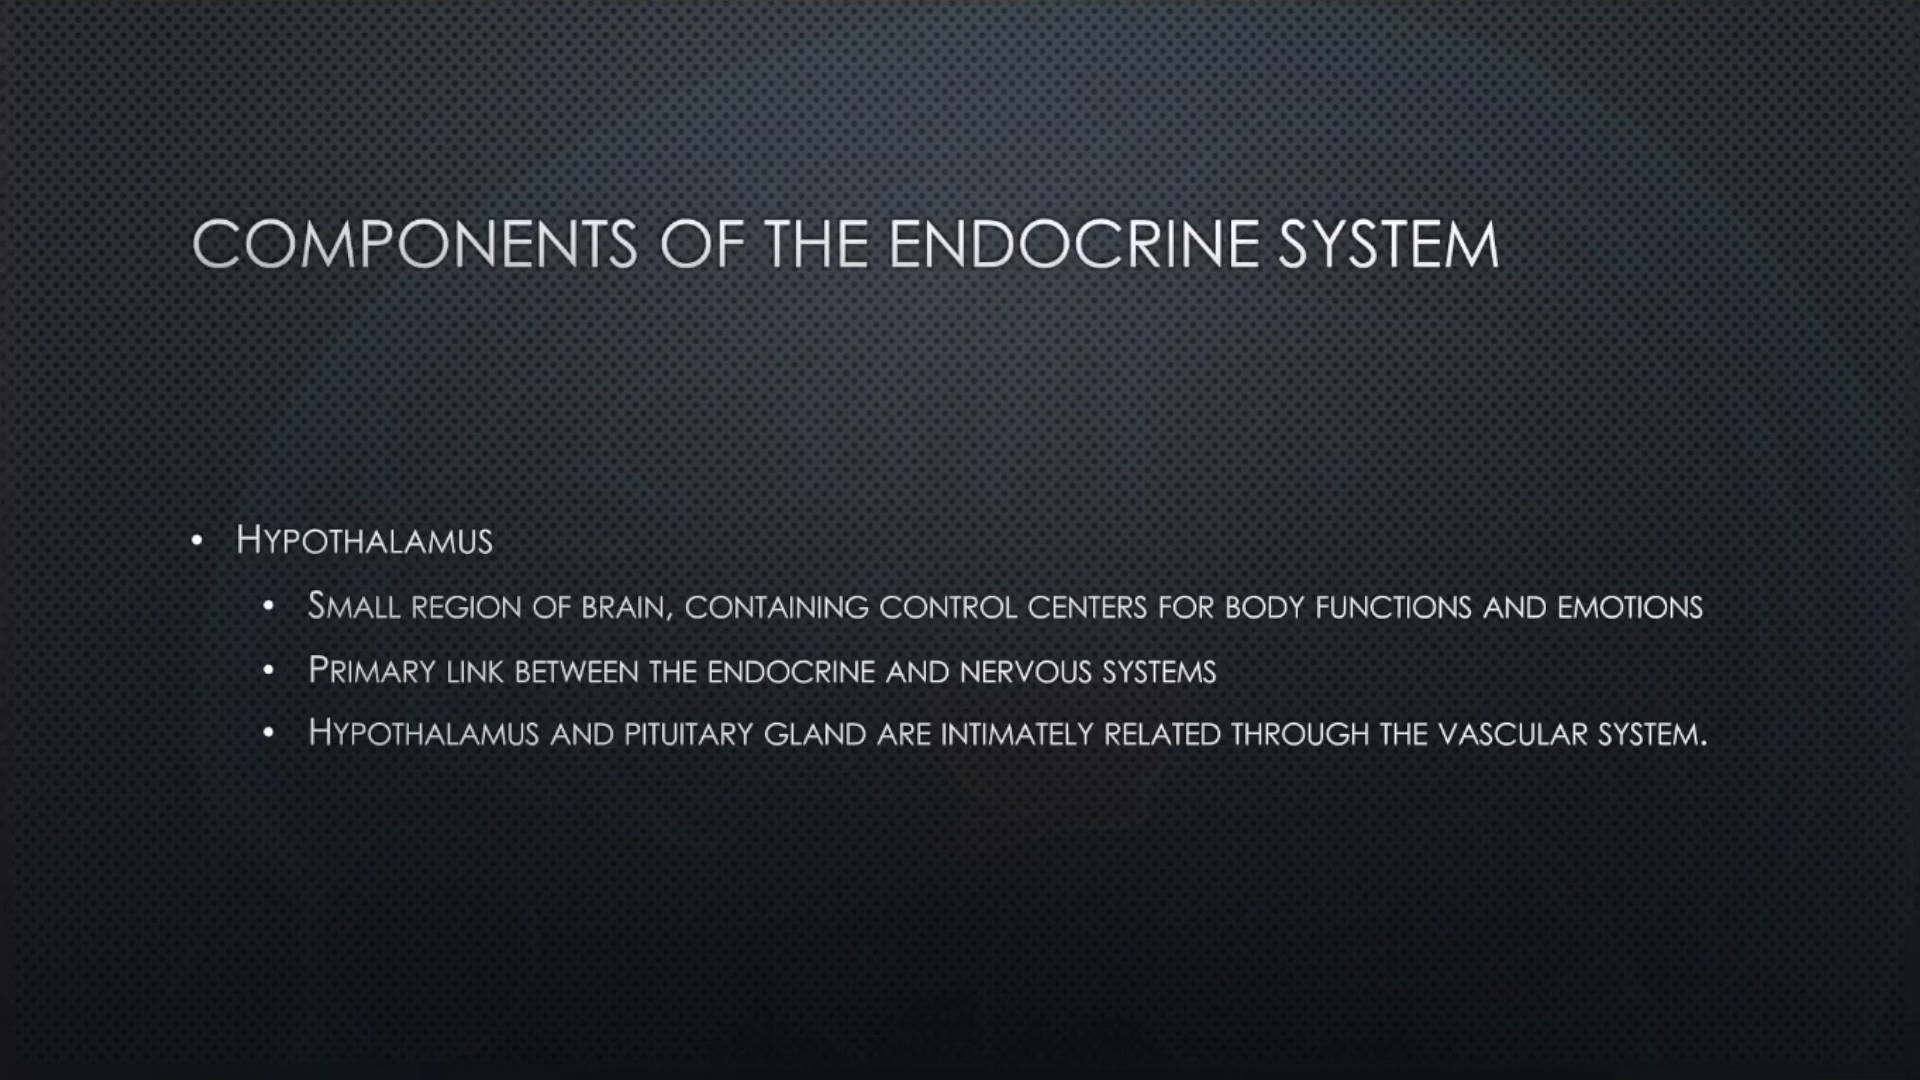 COMPONENTS OF THE ENDOCRINE SYSTEM
• HYPOTHALAMUS
• SMALL REGION OF BRAIN, CONTAINING CONTROL CENTERS FOR BODY FUNCTIONS AND EMOTIONS
• PRIMARY LINK BETWEEN THE ENDOCRINE AND NERVOUS SYSTEMS
• HYPOTHALAMUS AND PITUITARY GLAND ARE INTIMATELY RELATED THROUGH THE VASCULAR SYSTEM.